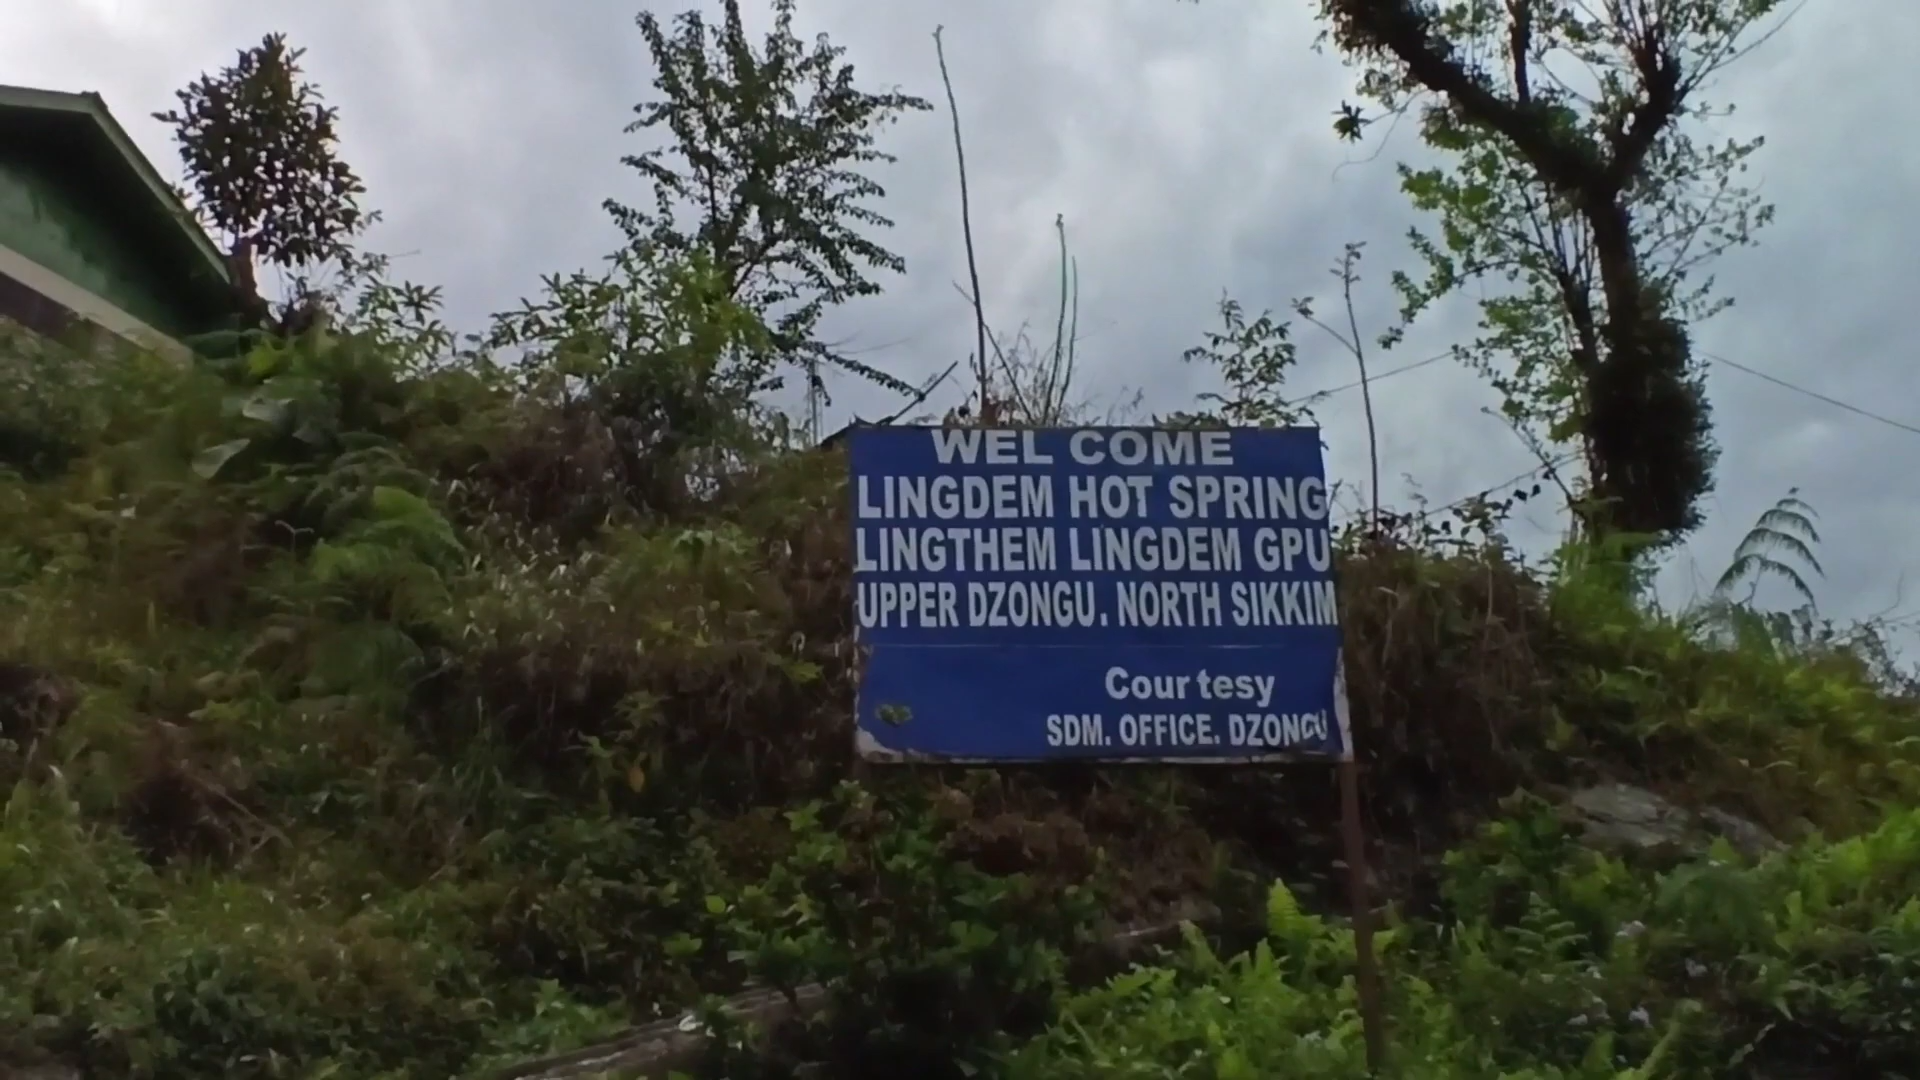 WEL COME
LINGDEM HOT SPRING
LINGTHEM LINGDEM GPU
UPPER DZONGU. NORTH SIKKIM
Cour tesy
SDM. OFFICE. DZONGU